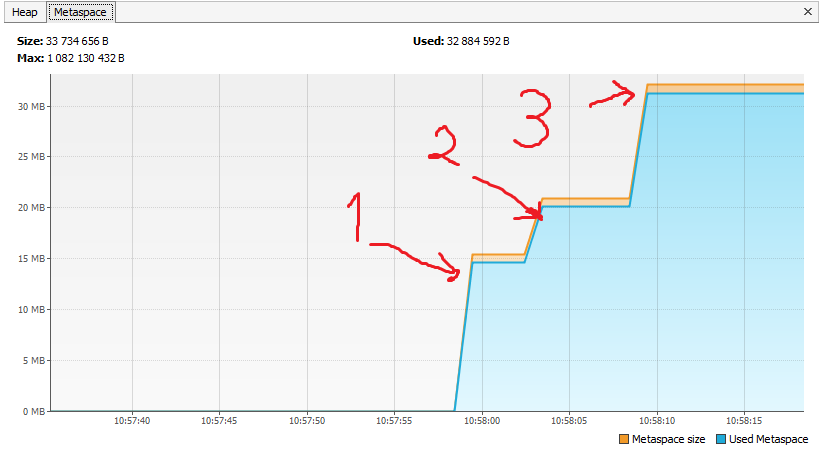 Heap Metaspace ×
Size: 33 734 656 B Used: 32 884 592 B
Max: 1 082 130 432 B
30 MB
25 MB
20 MB
15 MB
10 MB
5 MB
0 MB
1
2
3
10:57:40 10:57:45 10:57:50 10:57:55 10:58:00 10:58:05 10:58:10 10:58:15
Metaspace size Used Metaspace